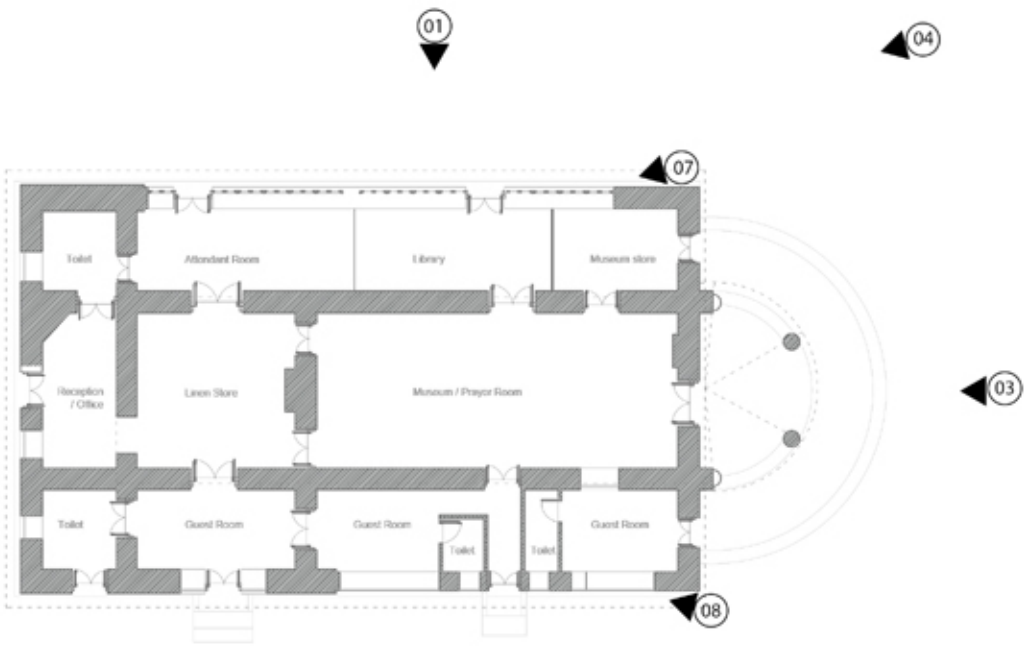 01
04
07
Toilet
Attendant Room
Library
Museum store
Reception
/ Office
Linen Store
Museum / Prayer Room
03
Toilet
Guest Room
Guest Room
Toilet
Toilet
Guest Room
08